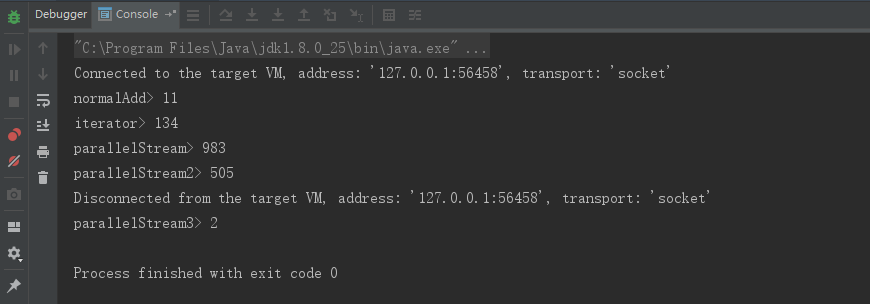 Debugger
Console
"C:\Program Files\Java\jdk1.8.0_25\bin\java.exe" ...
Connected to the target VM, address: '127.0.0.1:56458', transport: 'socket'
normalAdd> 11
iterator> 134
parallelStream> 983
parallelStream2> 505
Disconnected from the target VM, address: '127.0.0.1:56458', transport: 'socket'
parallelStream3> 2
Process finished with exit code 0